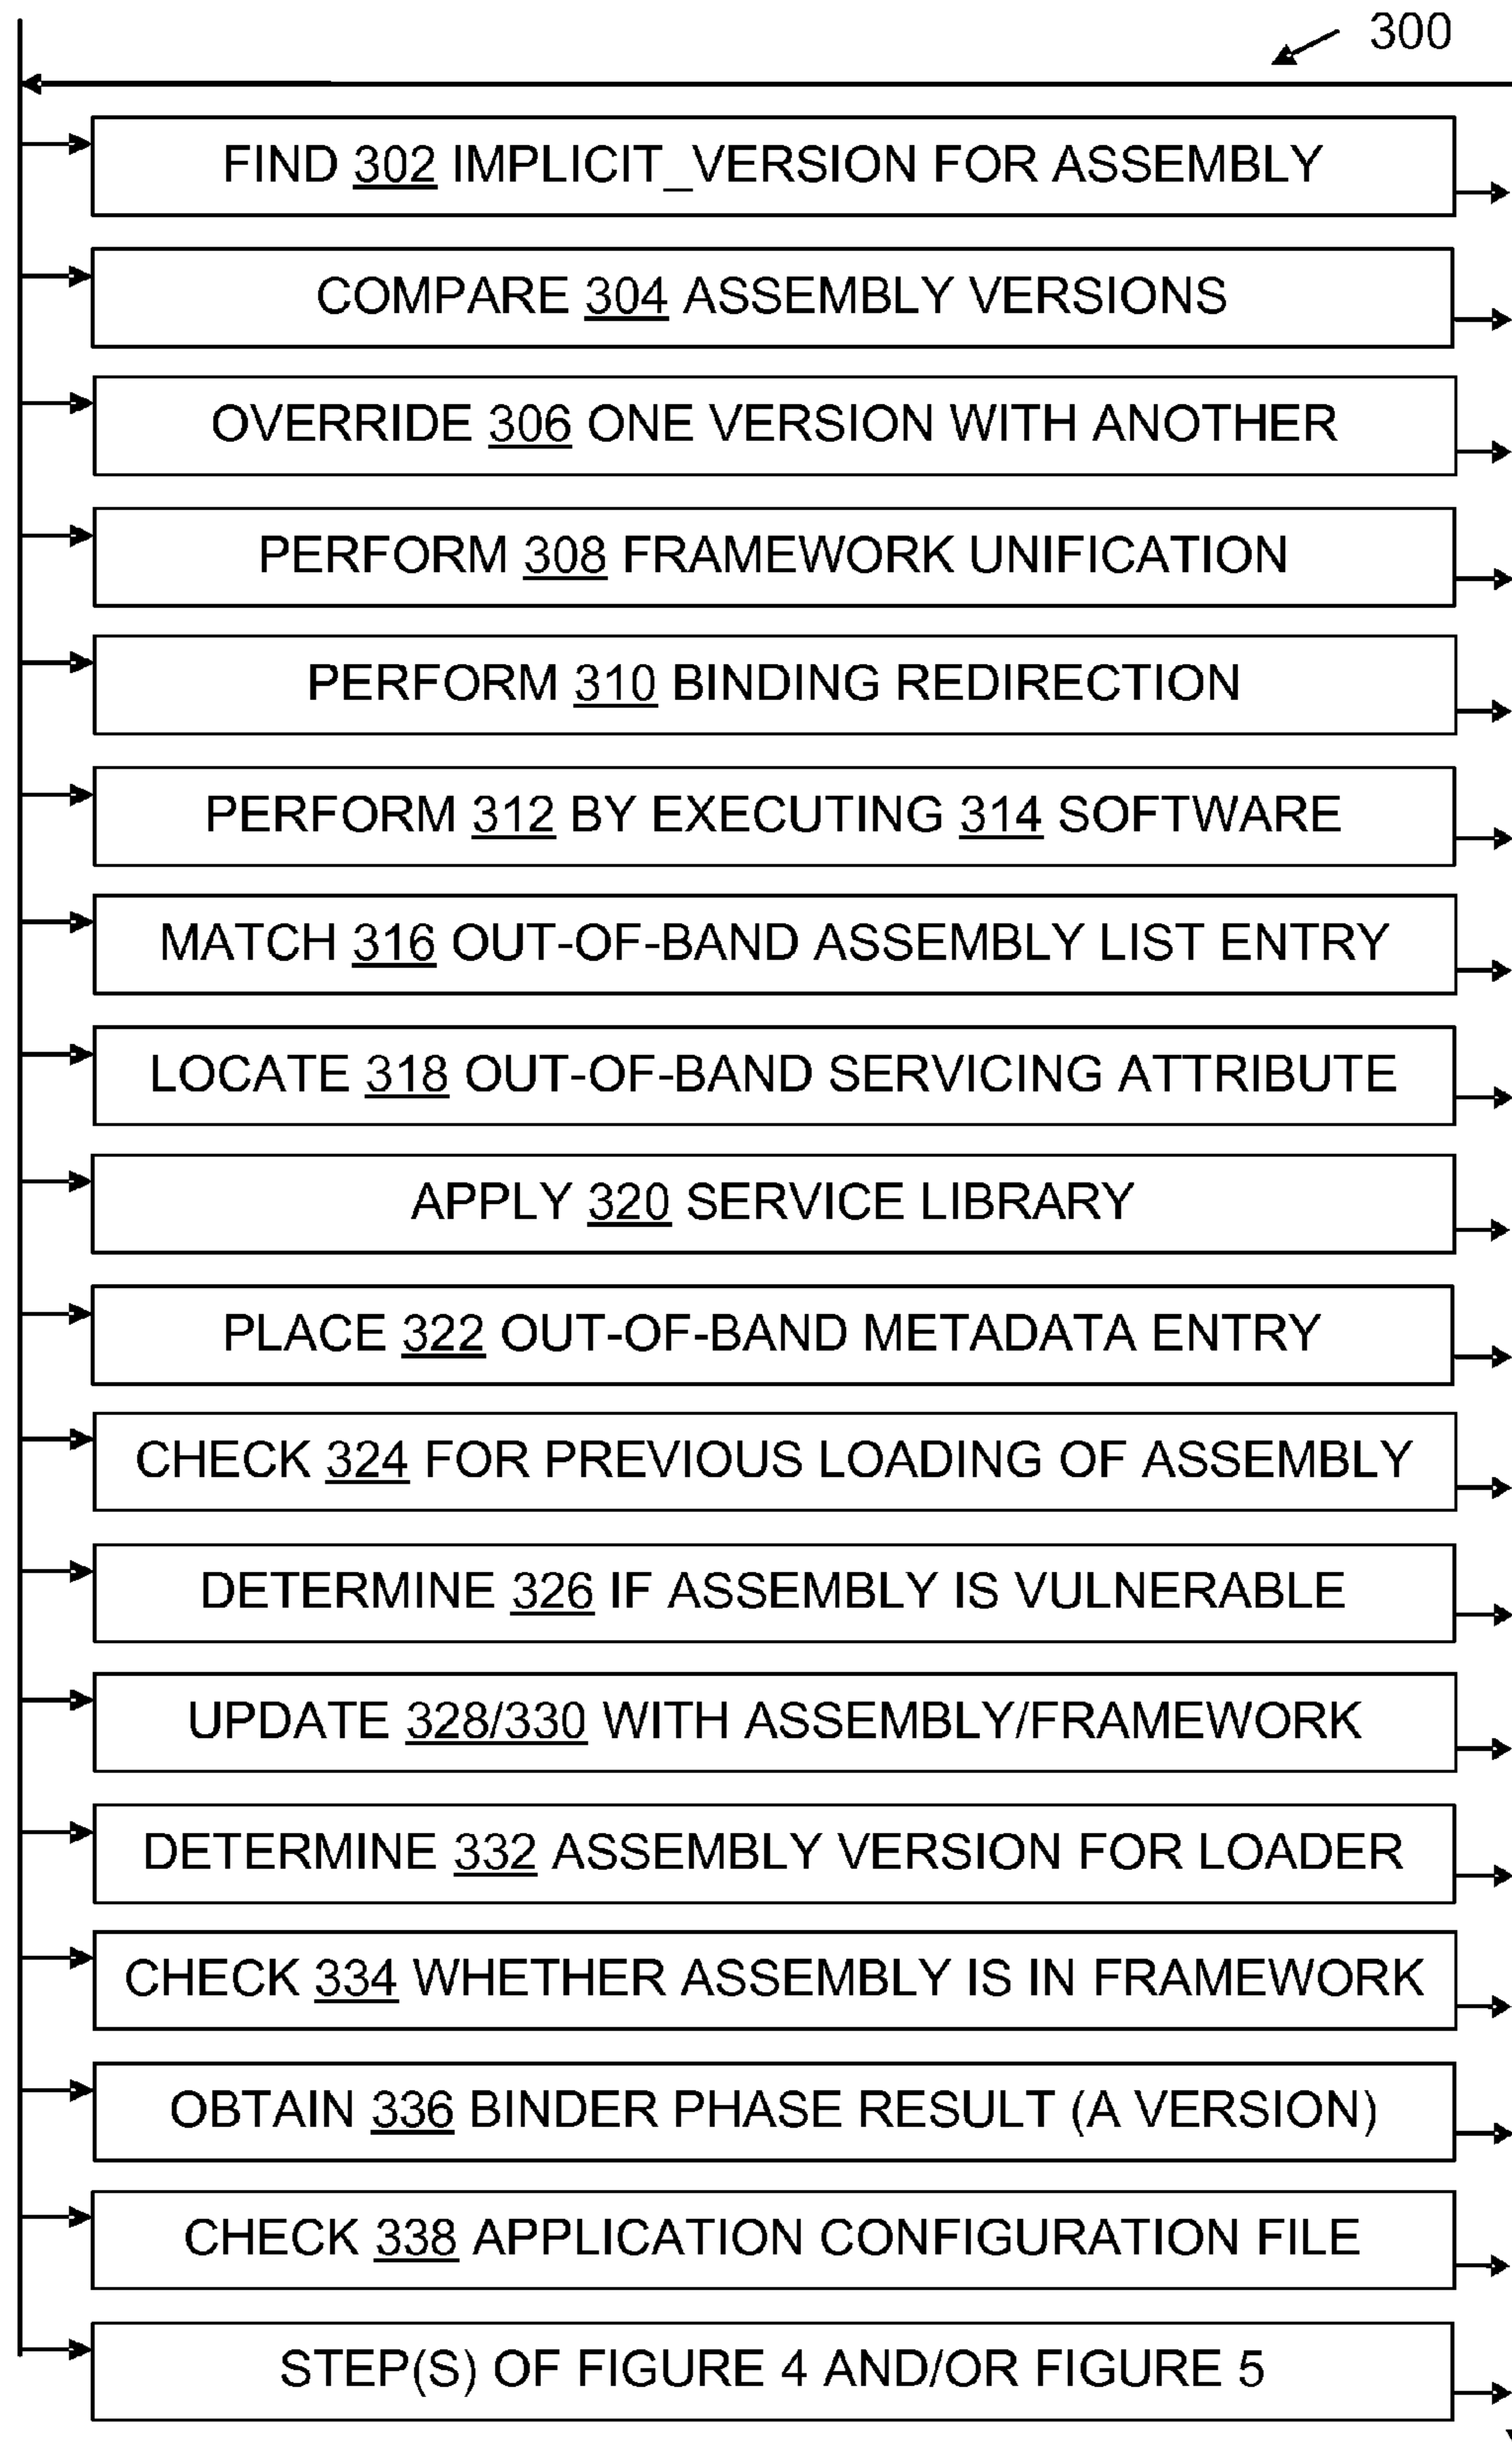 300
FIND 302 IMPLICIT_VERSION FOR ASSEMBLY
COMPARE 304 ASSEMBLY VERSIONS
OVERRIDE 306 ONE VERSION WITH ANOTHER
PERFORM 308 FRAMEWORK UNIFICATION
PERFORM 310 BINDING REDIRECTION
PERFORM 312 BY EXECUTING 314 SOFTWARE
MATCH 316 OUT-OF-BAND ASSEMBLY LIST ENTRY
LOCATE 318 OUT-OF-BAND SERVICING ATTRIBUTE
APPLY 320 SERVICE LIBRARY
PLACE 322 OUT-OF-BAND METADATA ENTRY
CHECK 324 FOR PREVIOUS LOADING OF ASSEMBLY
DETERMINE 326 IF ASSEMBLY IS VULNERABLE
UPDATE 328/330 WITH ASSEMBLY/FRAMEWORK
DETERMINE 332 ASSEMBLY VERSION FOR LOADER
CHECK 334 WHETHER ASSEMBLY IS IN FRAMEWORK
OBTAIN 336 BINDER PHASE RESULT (A VERSION)
CHECK 338 APPLICATION CONFIGURATION FILE
STEP(S) OF FIGURE 4 AND/OR FIGURE 5